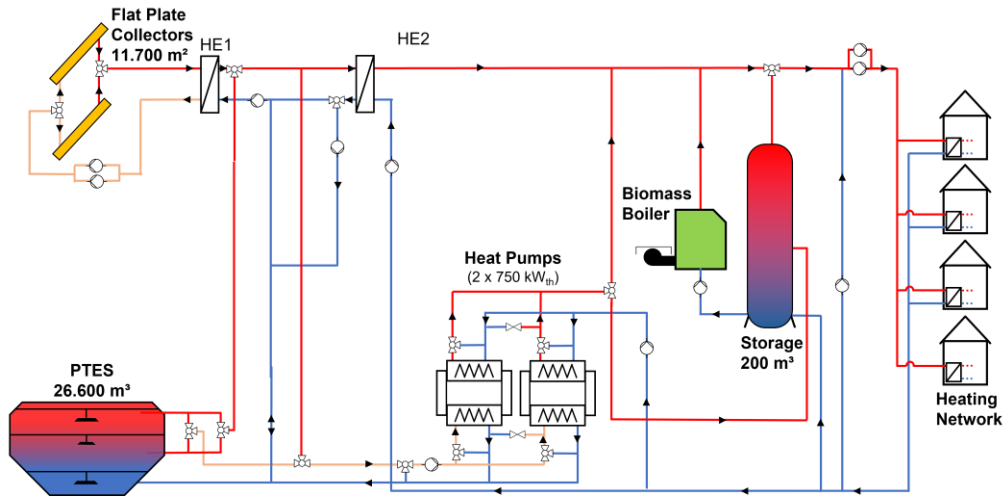 Flat Plate
Collectors
11.700 m²
HE1
HE2
Biomass
Boiler
Heat Pumps
(2 x 750 kWth)
Storage
200 m³
PTES
26.600 m³
Heating
Network